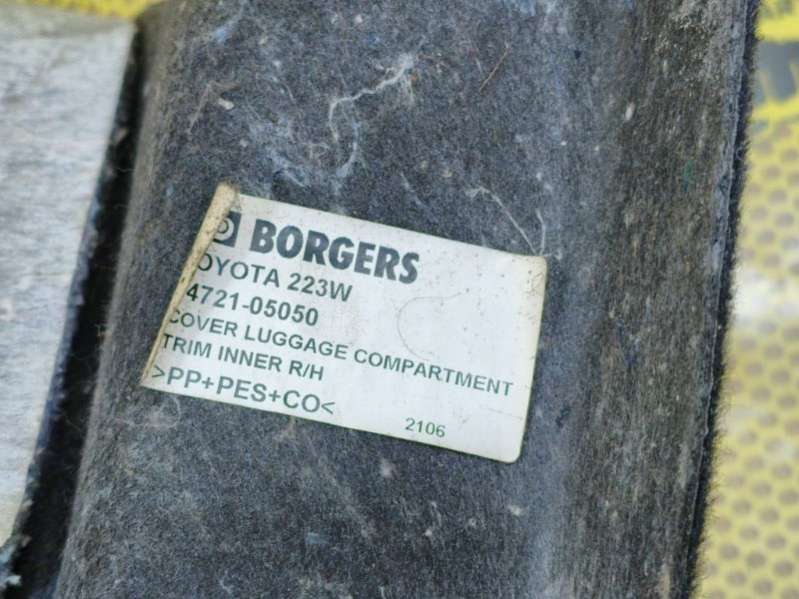 BORGERS
OYOTA 223W
4721-05050
COVER LUGGAGE COMPARTMENT
TRIM INNER R/H
>PP+PES+CO<
2106